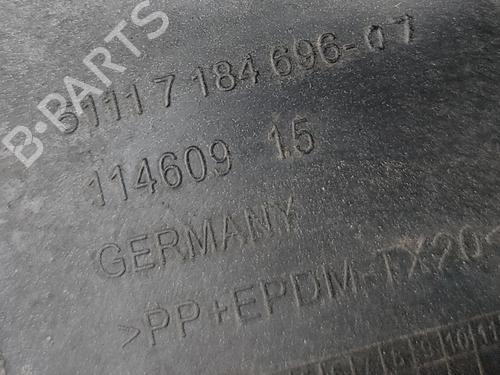 B-PARTS
51117 184 696-07
114609 15
GERMANY
>PP+EPDM-TX20<